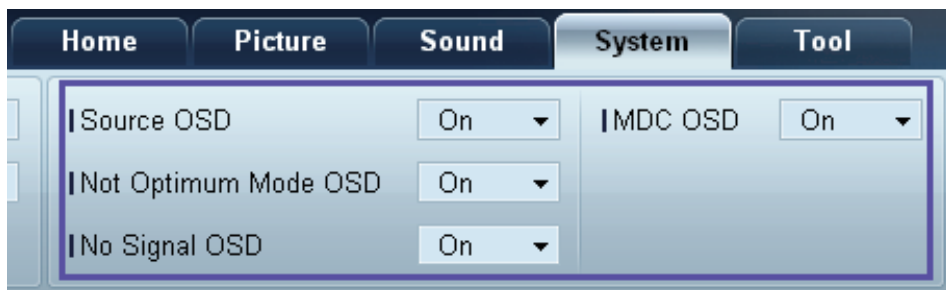 Home Picture Sound System Tool
Source OSD On MDC OSD On
Not Optimum Mode OSD On
No Signal OSD On